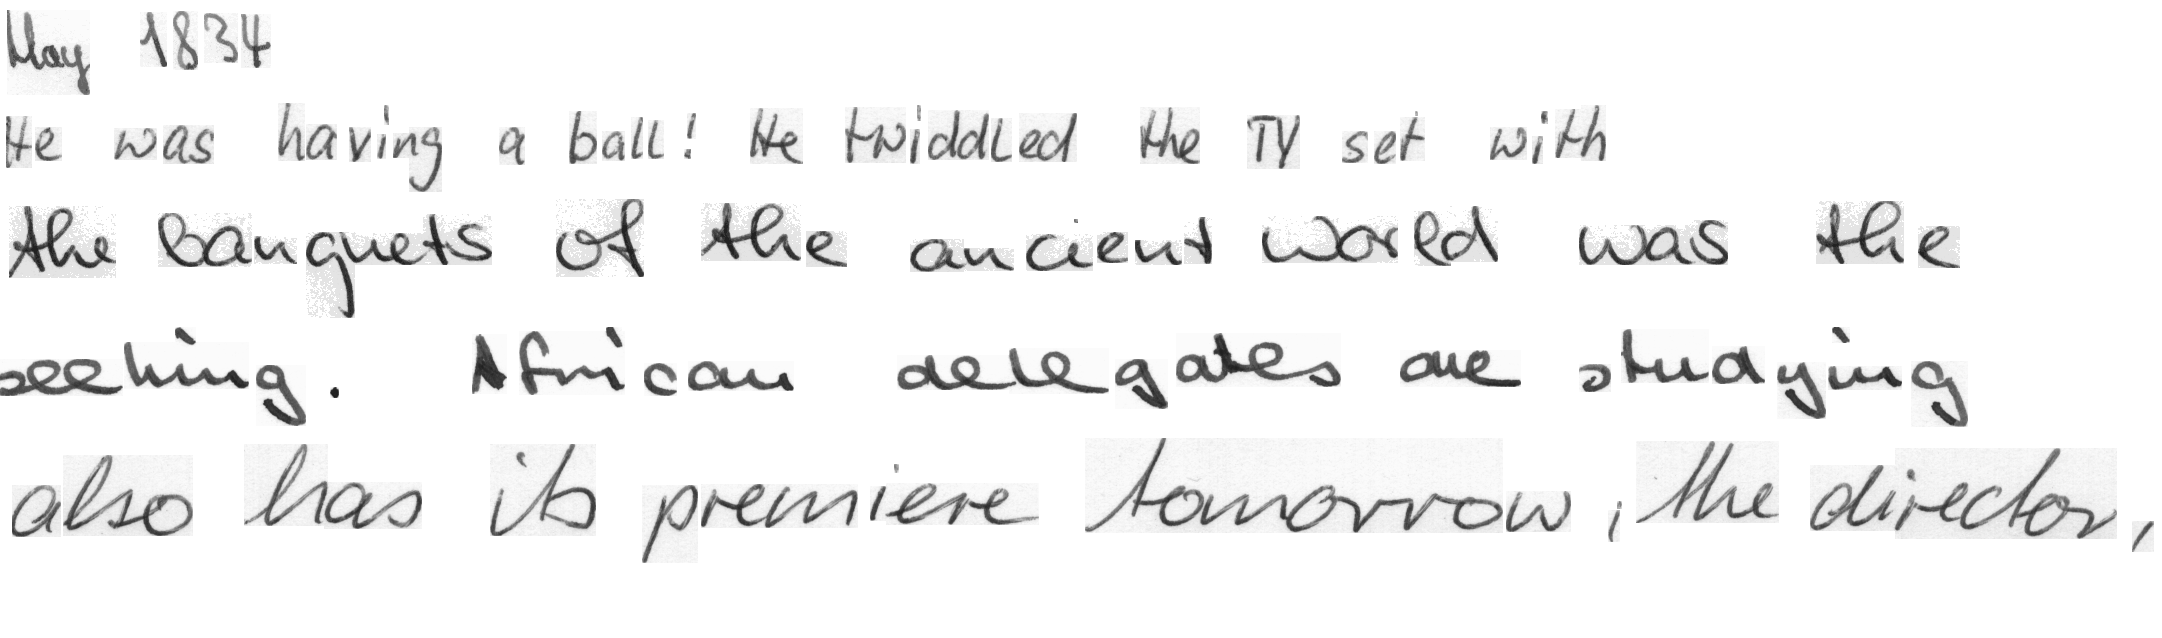 May 1834
He was having a ball! He twiddled the TV set with
the banquets of the ancient world was the
seeking. African delegates are studying
also has its premiere tomorrow, the director,